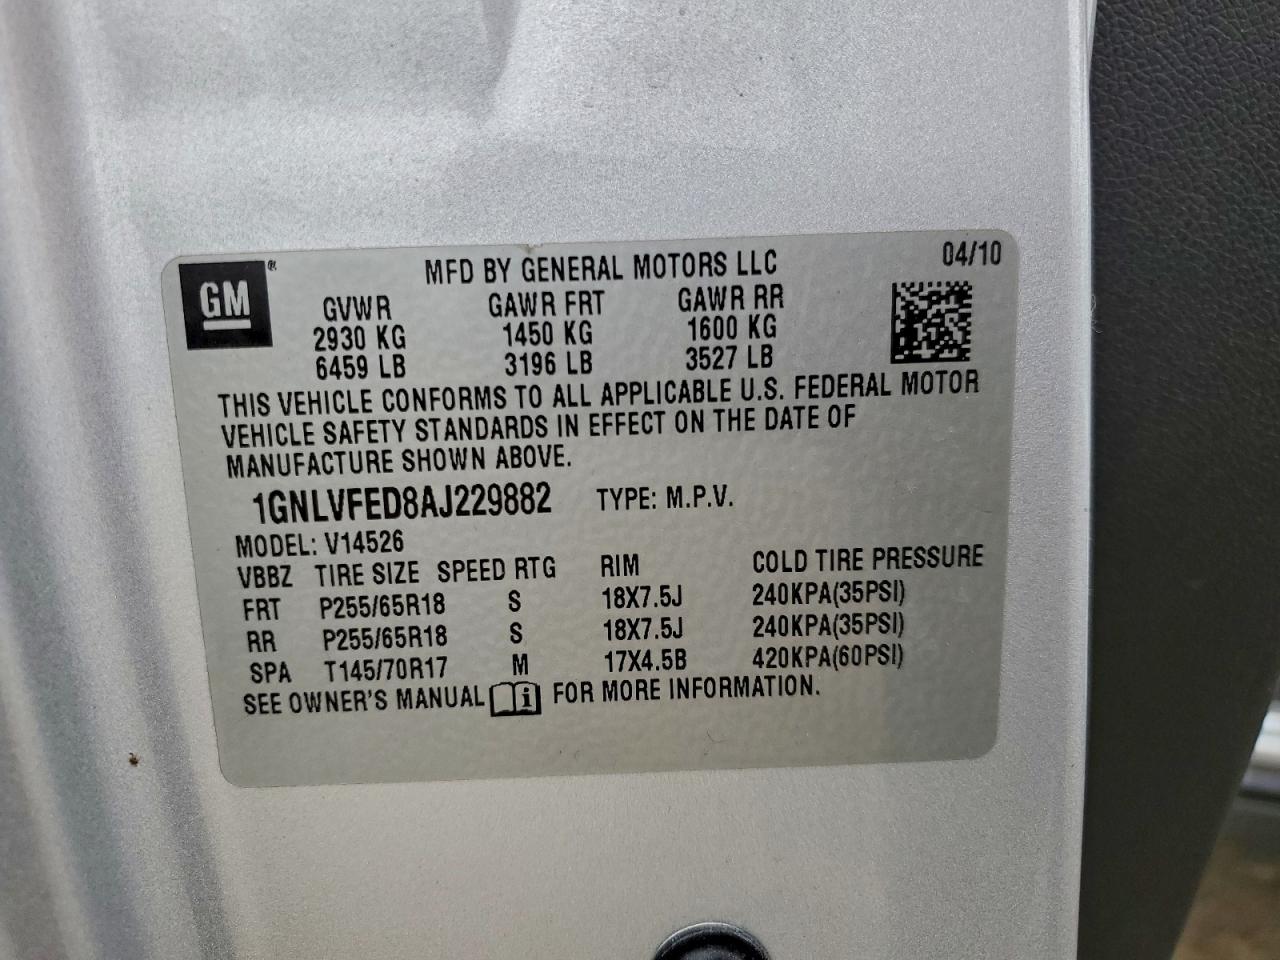 GM®
MFD BY GENERAL MOTORS LLC 04/10
GVWR GAWR FRT GAWR RR
2930 KG 1450 KG 1600 KG
6459 LB 3196 LB 3527 LB
THIS VEHICLE CONFORMS TO ALL APPLICABLE U.S. FEDERAL MOTOR
VEHICLE SAFETY STANDARDS IN EFFECT ON THE DATE OF
MANUFACTURE SHOWN ABOVE.
1GNLVFED8AJ229882 TYPE: M.P.V.
MODEL: V14526
VBBZ TIRE SIZE SPEED RTG RIM COLD TIRE PRESSURE
FRT P255/65R18 S 18X7.5J 240KPA(35PSI)
RR P255/65R18 S 18X7.5J 240KPA(35PSI)
SPA T145/70R17 M 17X4.5B 420KPA(60PSI)
SEE OWNER'S MANUAL i FOR MORE INFORMATION.